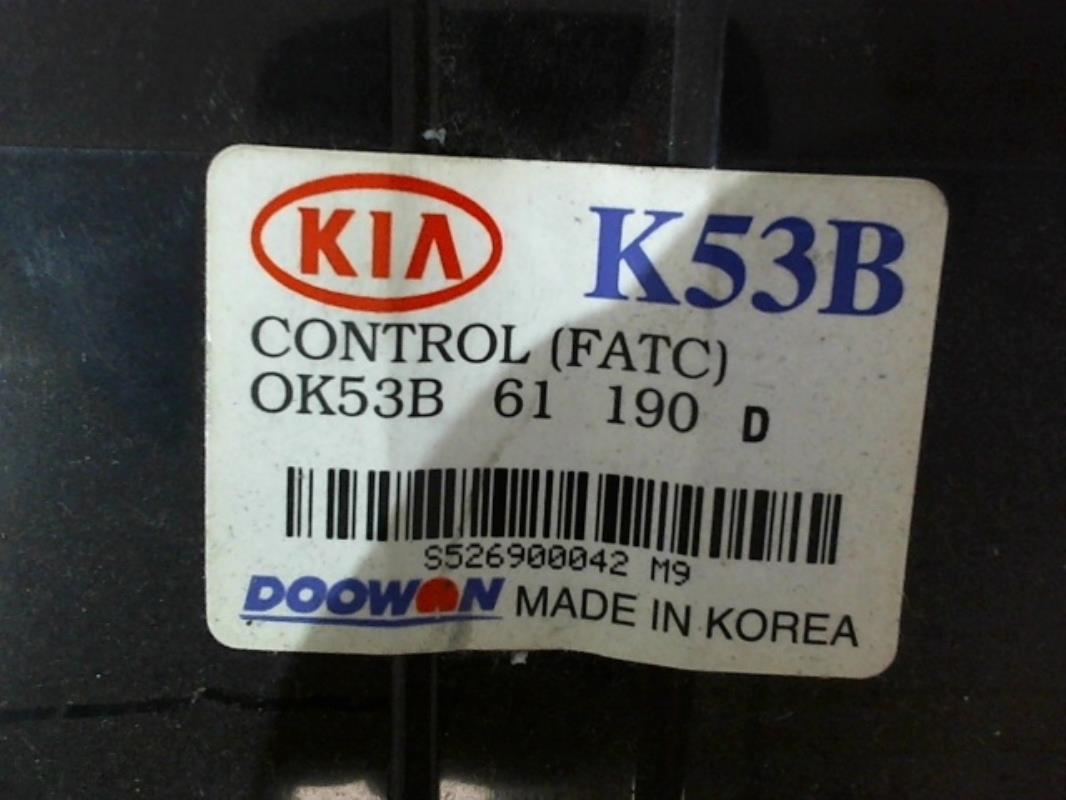 KIA K53B
CONTROL (FATC)
OK53B 61 190 D
S526900042 M9
DOOWON MADE IN KOREA